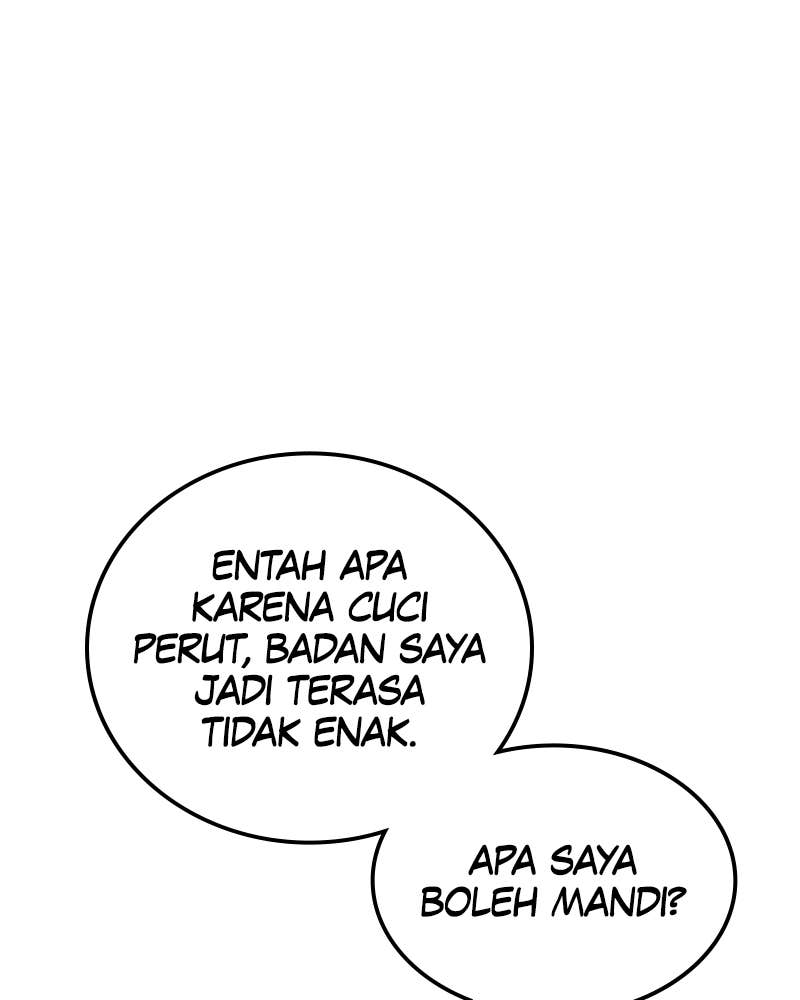 ENTAH APA
KARENA CUCI
PERUT, BADAN SAYA
JADI TERASA
TIDAK ENAK.
APA SAYA
BOLEH MANDI?